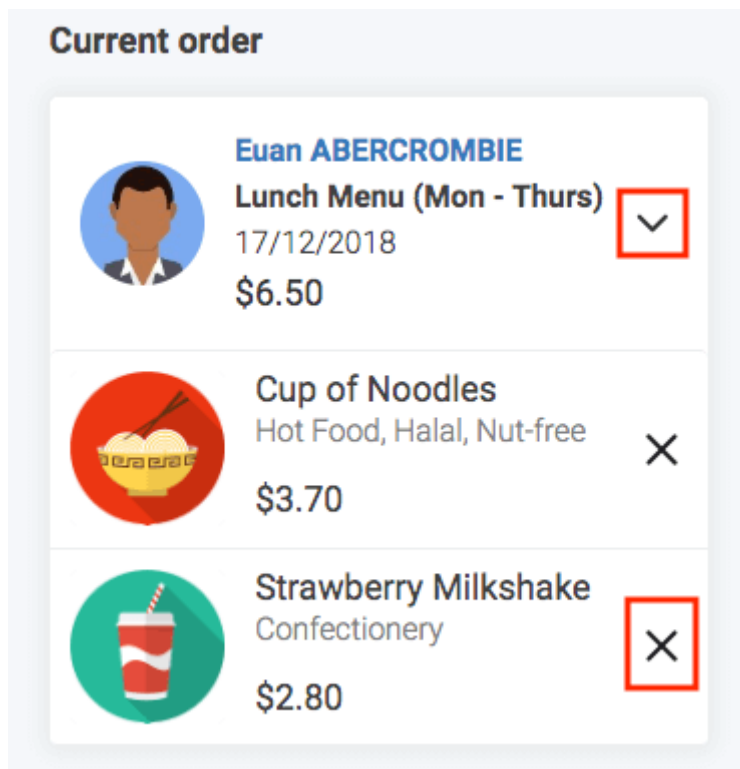 Current order
Euan ABERCROMBIE
Lunch Menu (Mon - Thurs)
17/12/2018
$6.50
Cup of Noodles
Hot Food, Halal, Nut-free
$3.70
Strawberry Milkshake
Confectionery
$2.80